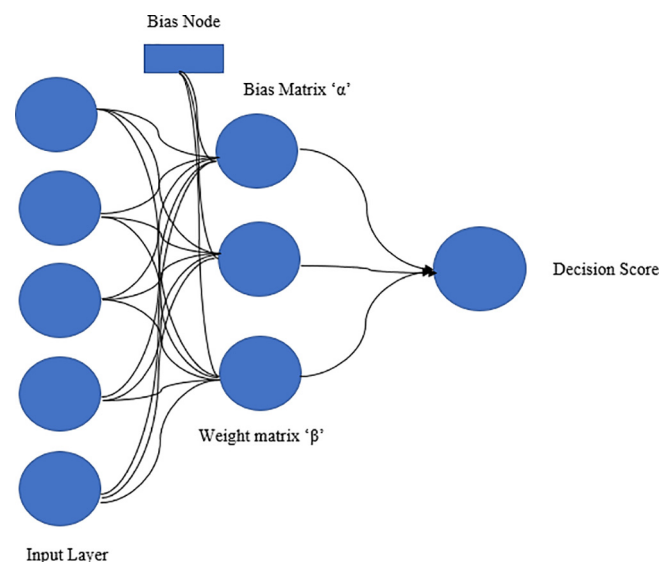 Bias Node
Bias Matrix ‘α’
Decision Score
Weight matrix ‘β’
Input Layer